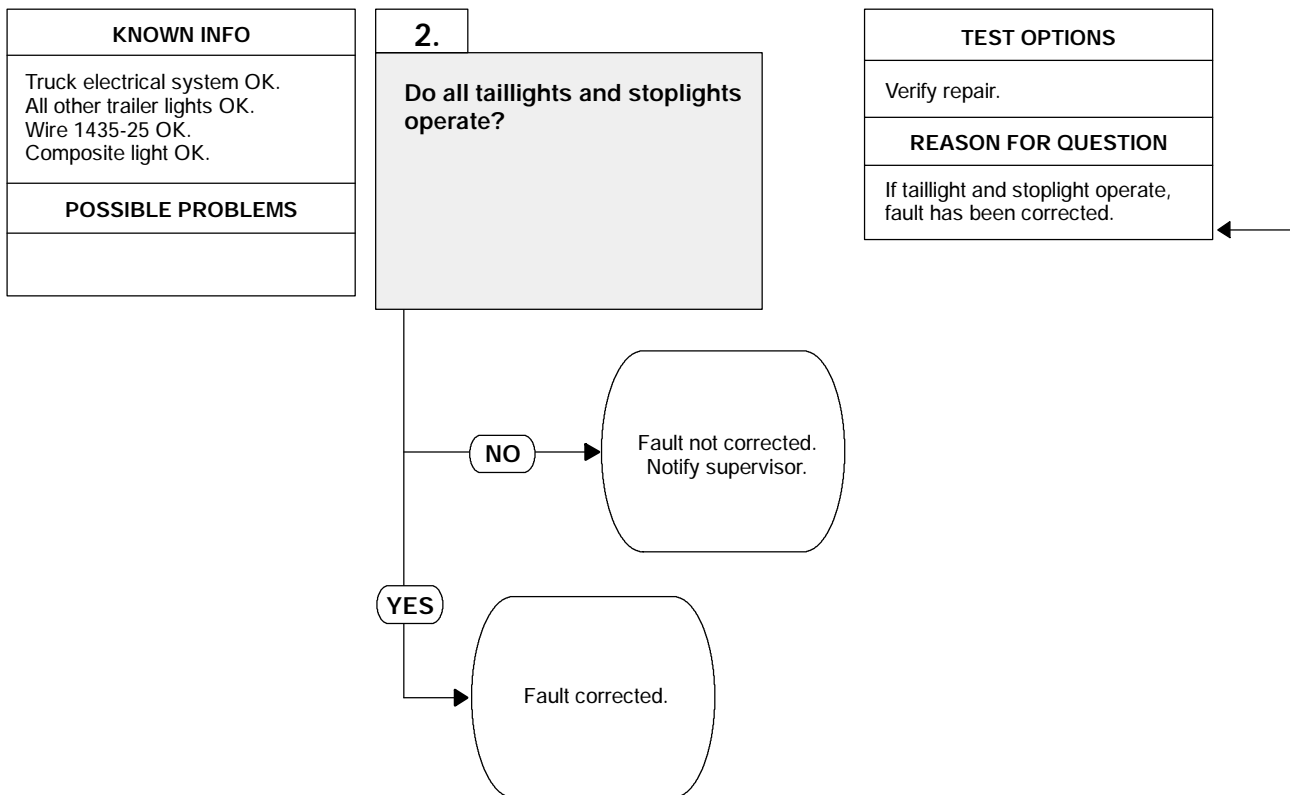 KNOWN INFO
Truck electrical system OK.
All other trailer lights OK.
Wire 1435-25 OK.
Composite light OK.
POSSIBLE PROBLEMS
2.
Do all taillights and stoplights
operate?
TEST OPTIONS
Verify repair.
REASON FOR QUESTION
If taillight and stoplight operate,
fault has been corrected.
NO
Fault not corrected.
Notify supervisor.
YES
Fault corrected.